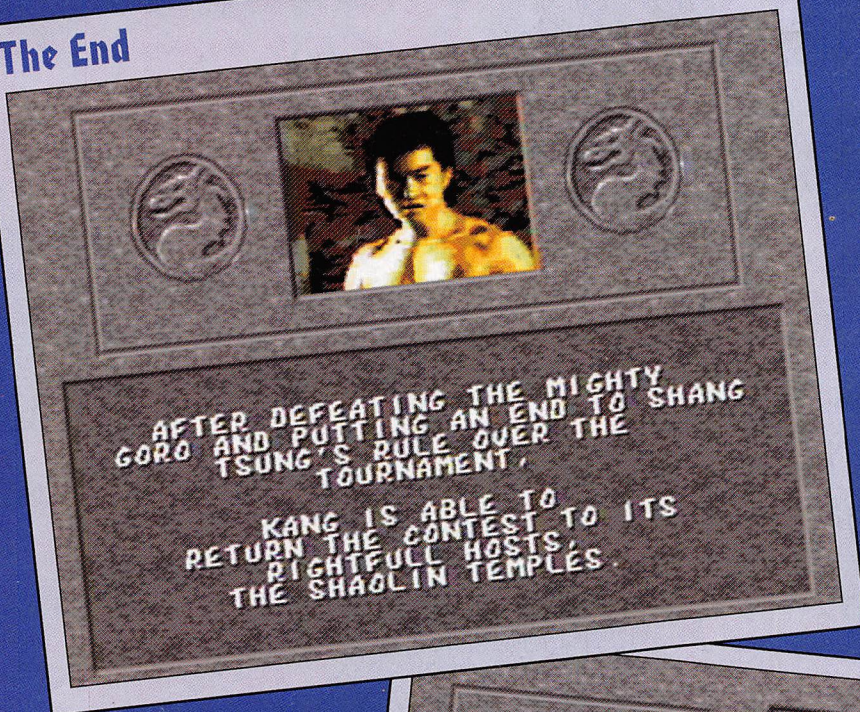 The End
AFTER DEFEATING THE MIGHTY
GORO AND PUTTING AN END TO SHANG
TSUNG'S RULE OVER THE
TOURNAMENT,
KANG IS ABLE TO
RETURN THE CONTEST TO ITS
RIGHTFULL HOSTS,
THE SHAOLIN TEMPLES.